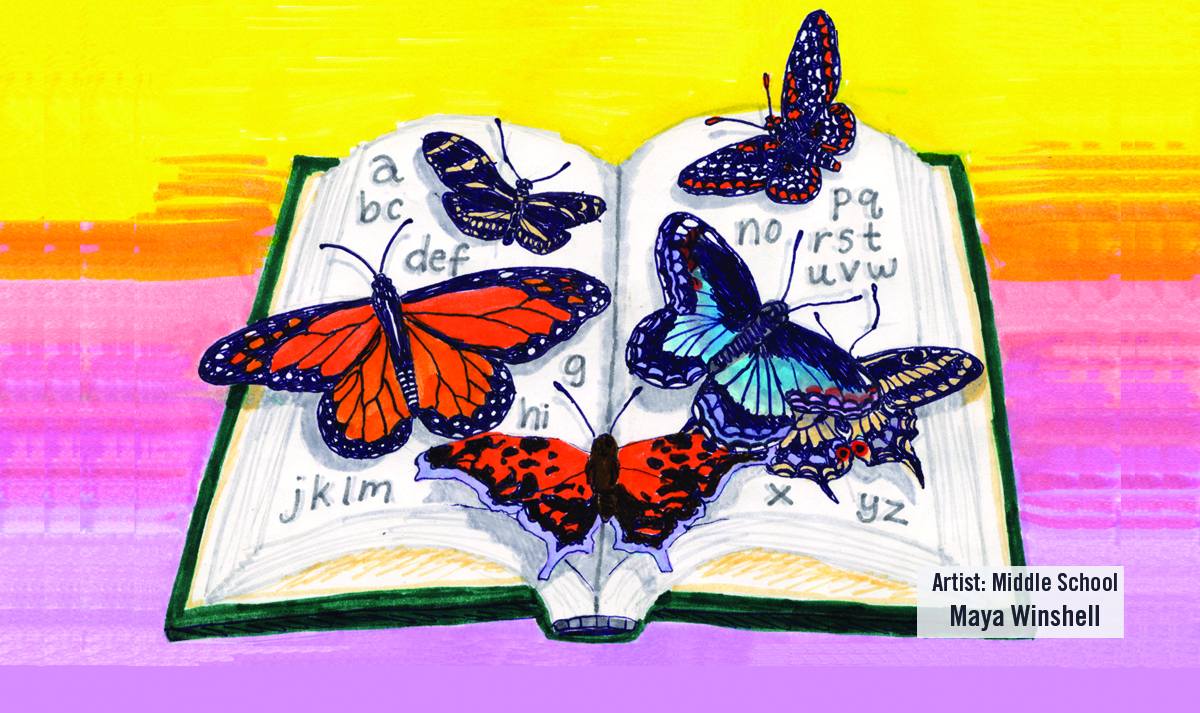 a
bc
def
g
hi
jklm
no
pq
rst
uvw
x
yz
Artist: Middle School
Maya Winshell